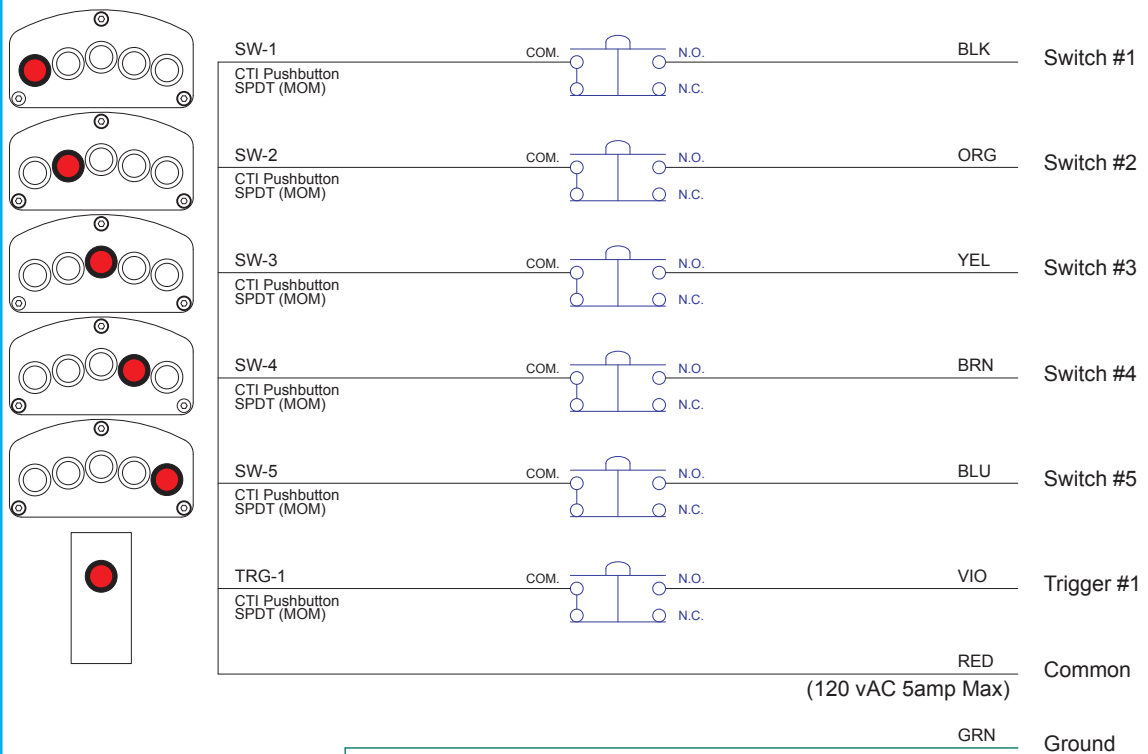 SW-1 COM. N.O. BLK Switch #1
CTI Pushbutton N.C.
SPDT (MOM)
SW-2 COM. N.O. ORG Switch #2
CTI Pushbutton N.C.
SPDT (MOM)
SW-3 COM. N.O. YEL Switch #3
CTI Pushbutton N.C.
SPDT (MOM)
SW-4 COM. N.O. BRN Switch #4
CTI Pushbutton N.C.
SPDT (MOM)
SW-5 COM. N.O. BLU Switch #5
CTI Pushbutton N.C.
SPDT (MOM)
TRG-1 COM. N.O. VIO Trigger #1
CTI Pushbutton N.C.
SPDT (MOM)
RED Common
(120 vAC 5amp Max)
GRN Ground